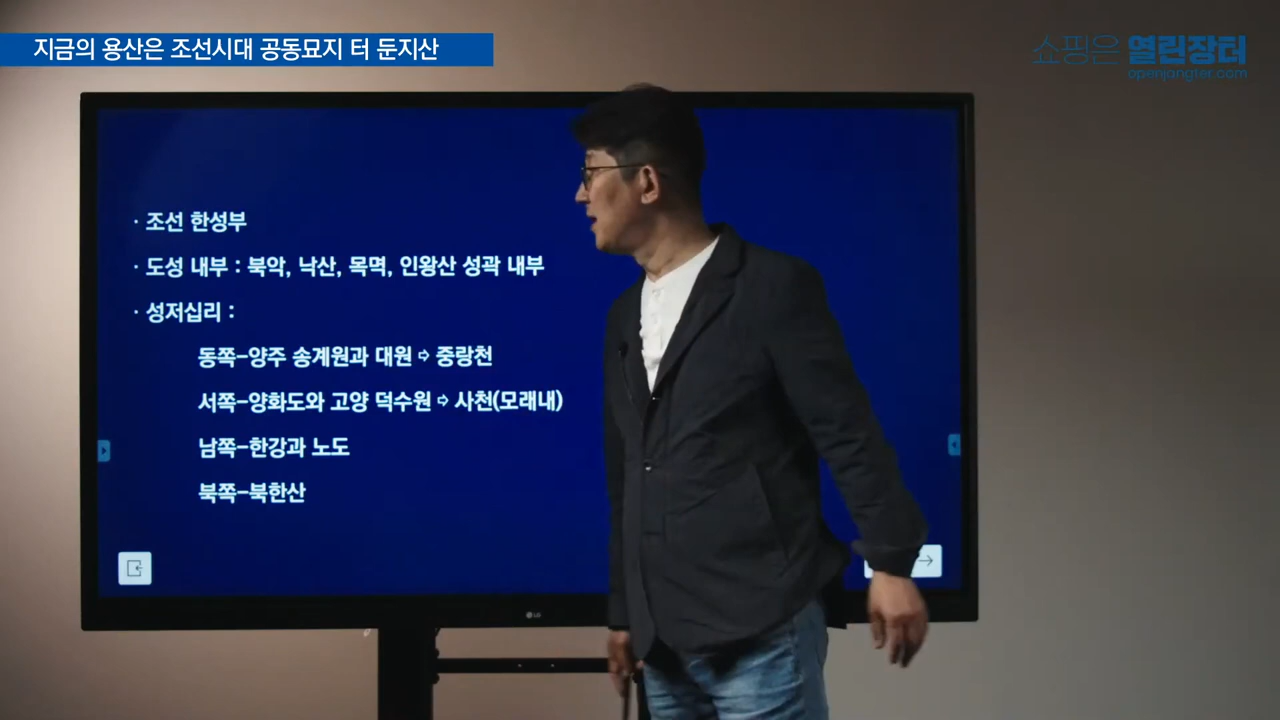 지금의 용산은 조선시대 공동묘지 터 둔지산
쇼핑은 열린장터
openjangter.com
· 조선 한성부
· 도성 내부 : 북악, 낙산, 목멱, 인왕산 성곽 내부
· 성저십리 :
동쪽-양주 송계원과 대원⇨중랑천
서쪽-양화도와 고양 덕수원⇨사천(모래내)
남쪽-한강과 노도
북쪽-북한산
LG